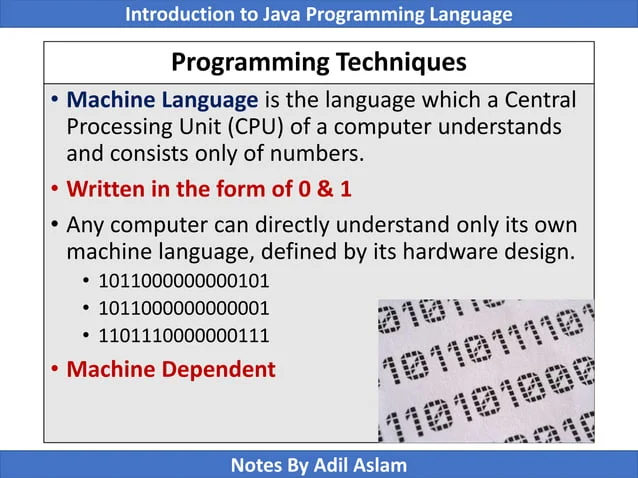 Introduction to Java Programming Language
Programming Techniques
• Machine Language is the language which a Central
Processing Unit (CPU) of a computer understands
and consists only of numbers.
• Written in the form of 0 & 1
• Any computer can directly understand only its own
machine language, defined by its hardware design.
• 1011000000000101
• 1011000000000001
• 1101110000000111
• Machine Dependent
Notes By Adil Aslam